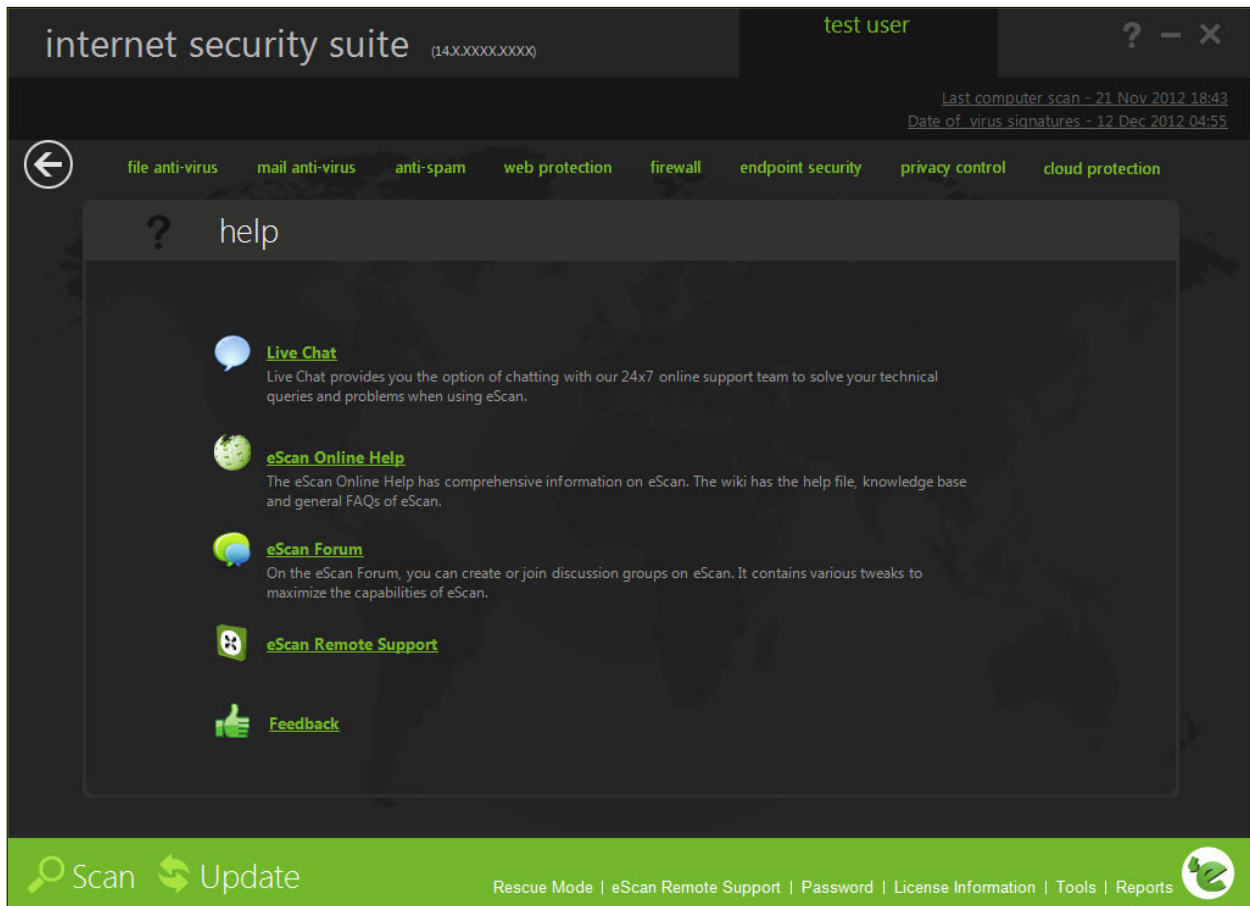 internet security suite (14.X.XXXX.XXXX)
test user
? – ×
Last computer scan - 21 Nov 2012 18:43
Date of virus signatures - 12 Dec 2012 04:55
file anti-virus mail anti-virus anti-spam web protection firewall endpoint security privacy control cloud protection
? help
Live Chat
Live Chat provides you the option of chatting with our 24x7 online support team to solve your technical
queries and problems when using eScan.
eScan Online Help
The eScan Online Help has comprehensive information on eScan. The wiki has the help file, knowledge base
and general FAQs of eScan.
eScan Forum
On the eScan Forum, you can create or join discussion groups on eScan. It contains various tweaks to
maximize the capabilities of eScan.
eScan Remote Support
Feedback
Scan Update
Rescue Mode | eScan Remote Support | Password | License Information | Tools | Reports
e